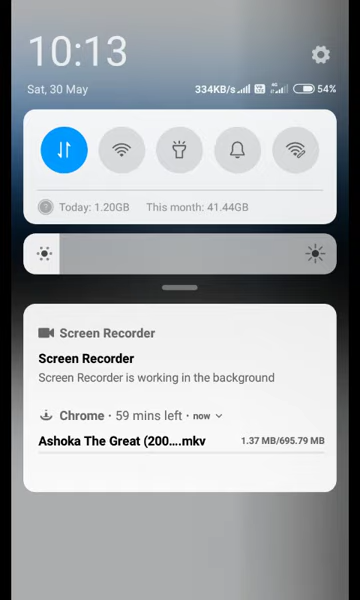 10:13
Sat, 30 May
334KB/s 4G 54%
Today: 1.20GB This month: 41.44GB
Screen Recorder
Screen Recorder
Screen Recorder is working in the background
Chrome · 59 mins left · now
Ashoka The Great (200....mkv 1.37 MB/695.79 MB